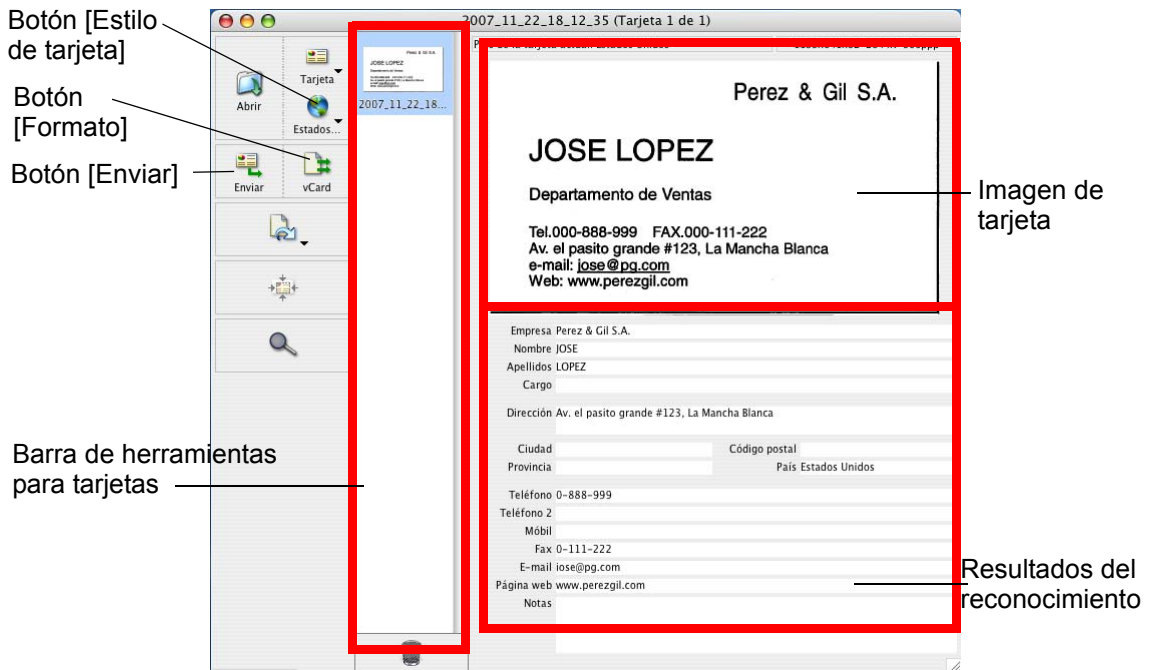 Botón [Estilo
de tarjeta]
Botón
[Formato]
Botón [Enviar]
Barra de herramientas
para tarjetas
2007_11_22_18_12_35 (Tarjeta 1 de 1)
Abrir
Tarjeta
Estados...
Enviar
vCard
Perez & Gil S.A.
JOSE LOPEZ
2007_11_22_18...
Perez & Gil S.A.
JOSE LOPEZ
Departamento de Ventas
Tel.000-888-999 FAX.000-111-222
Av. el pasito grande #123, La Mancha Blanca
e-mail: jose@pg.com
Web: www.perezgil.com
Empresa Perez & Gil S.A.
Nombre JOSE
Apellidos LOPEZ
Cargo
Dirección Av. el pasito grande #123, La Mancha Blanca
Ciudad Código postal
Provincia País Estados Unidos
Teléfono 0-888-999
Teléfono 2
Móbil
Fax 0-111-222
E-mail iose@pg.com
Página web www.perezgil.com
Notas
Imagen de
tarjeta
Resultados del
reconocimiento